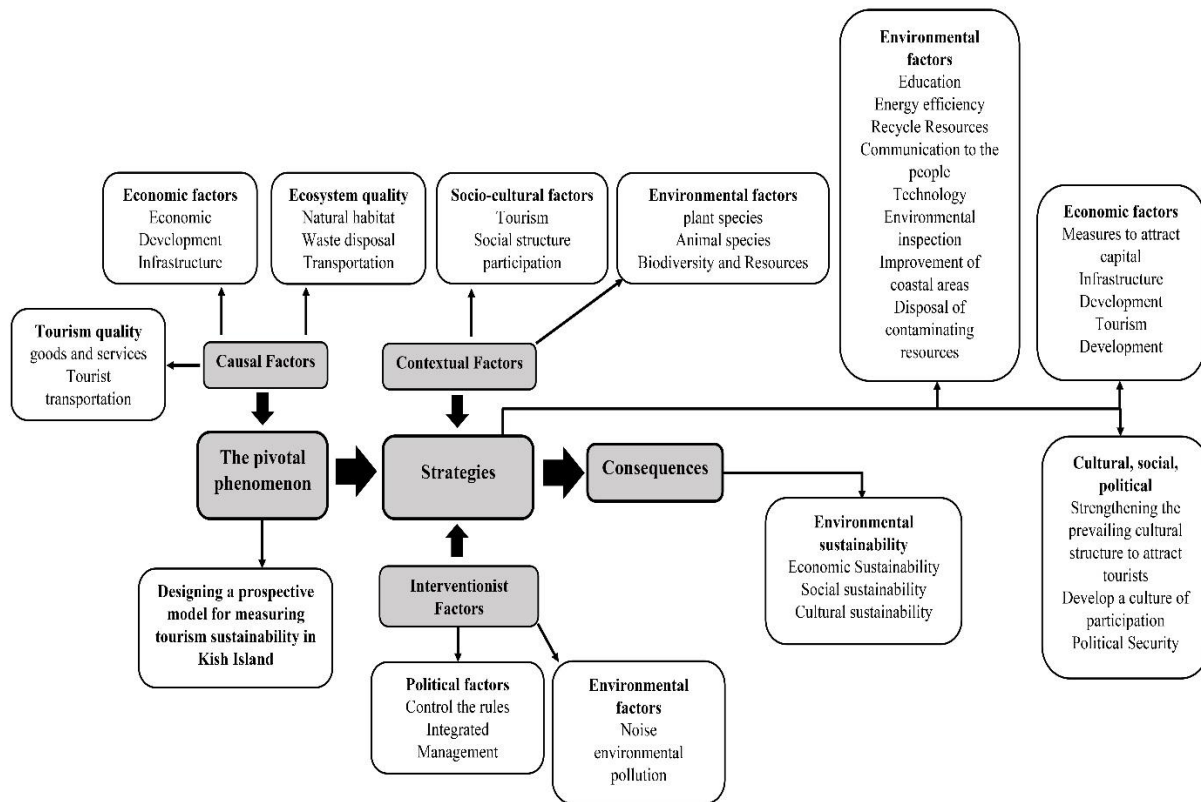 Environmental
factors
Education
Energy efficiency
Recycle Resources
Communication to the
people
Technology
Environmental
inspection
Improvement of
coastal areas
Disposal of
contaminating
resources
Economic factors
Economic
Development
Infrastructure
Ecosystem quality
Natural habitat
Waste disposal
Transportation
Socio-cultural factors
Tourism
Social structure
participation
Environmental factors
plant species
Animal species
Biodiversity and Resources
Economic factors
Measures to attract
capital
Infrastructure
Development
Tourism
Development
Tourism quality
goods and services
Tourist
transportation
Causal Factors
Contextual Factors
The pivotal
phenomenon
Strategies
Consequences
Cultural, social,
political
Strengthening the
prevailing cultural
structure to attract
tourists
Develop a culture of
participation
Political Security
Environmental
sustainability
Economic Sustainability
Social sustainability
Cultural sustainability
Designing a prospective
model for measuring
tourism sustainability in
Kish Island
Interventionist
Factors
Political factors
Control the rules
Integrated
Management
Environmental
factors
Noise
environmental
pollution